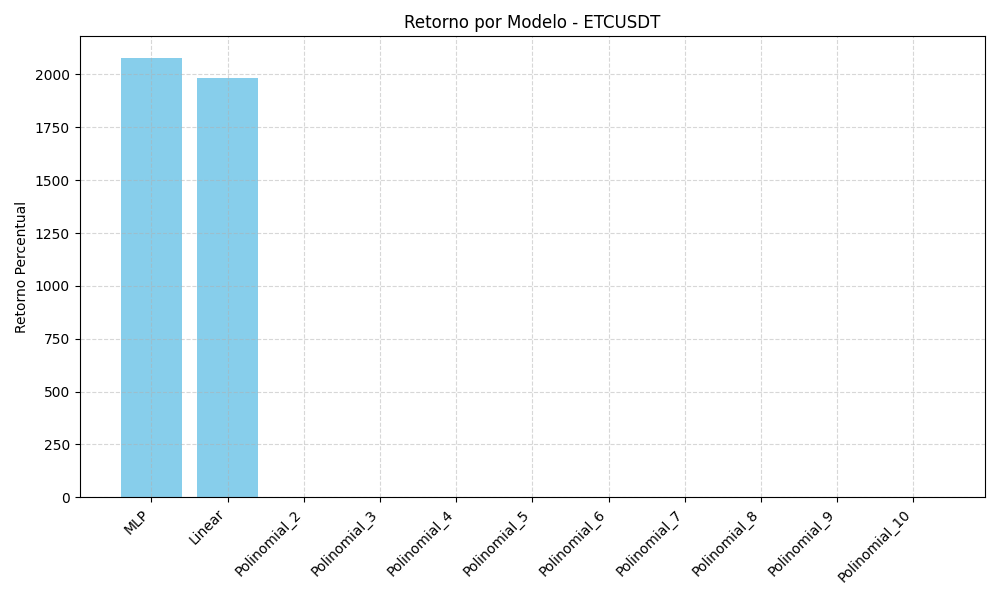 Retorno por Modelo - ETCUSDT
Retorno Percentual
2000
1750
1500
1250
1000
750
500
250
0
MLP
Linear
Polinomial_2
Polinomial_3
Polinomial_4
Polinomial_5
Polinomial_6
Polinomial_7
Polinomial_8
Polinomial_9
Polinomial_10